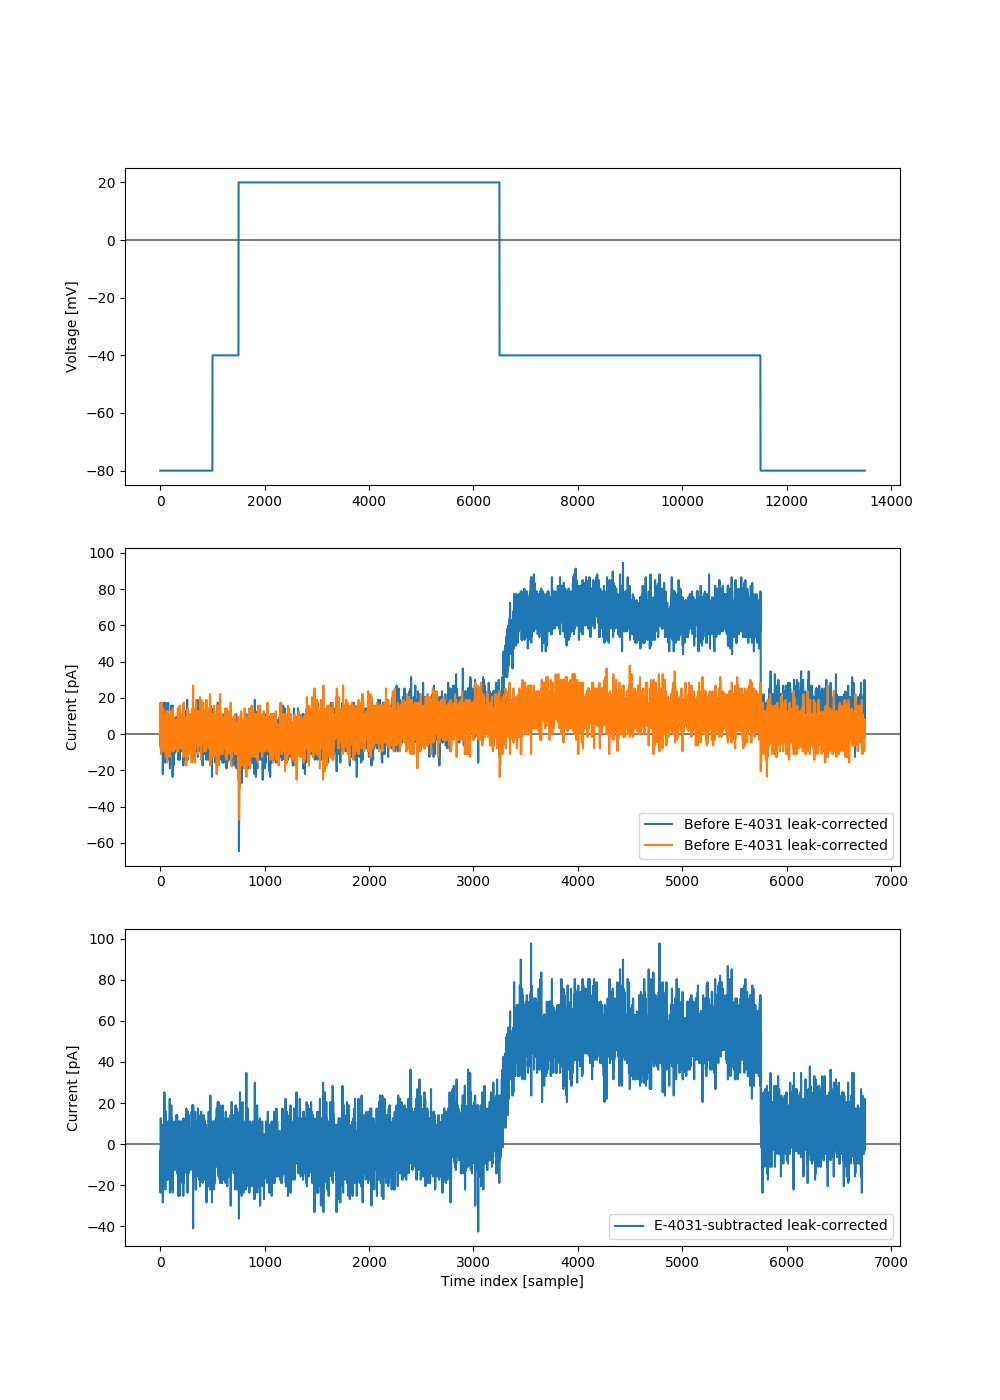 20
0
−20
−40
−60
−80
Voltage [mV]
0 2000 4000 6000 8000 10000 12000 14000
100
80
60
40
20
0
−20
−40
−60
Current [pA]
Before E-4031 leak-corrected
Before E-4031 leak-corrected
0 1000 2000 3000 4000 5000 6000 7000
100
80
60
40
20
0
−20
−40
Current [pA]
E-4031-subtracted leak-corrected
0 1000 2000 3000 4000 5000 6000 7000
Time index [sample]